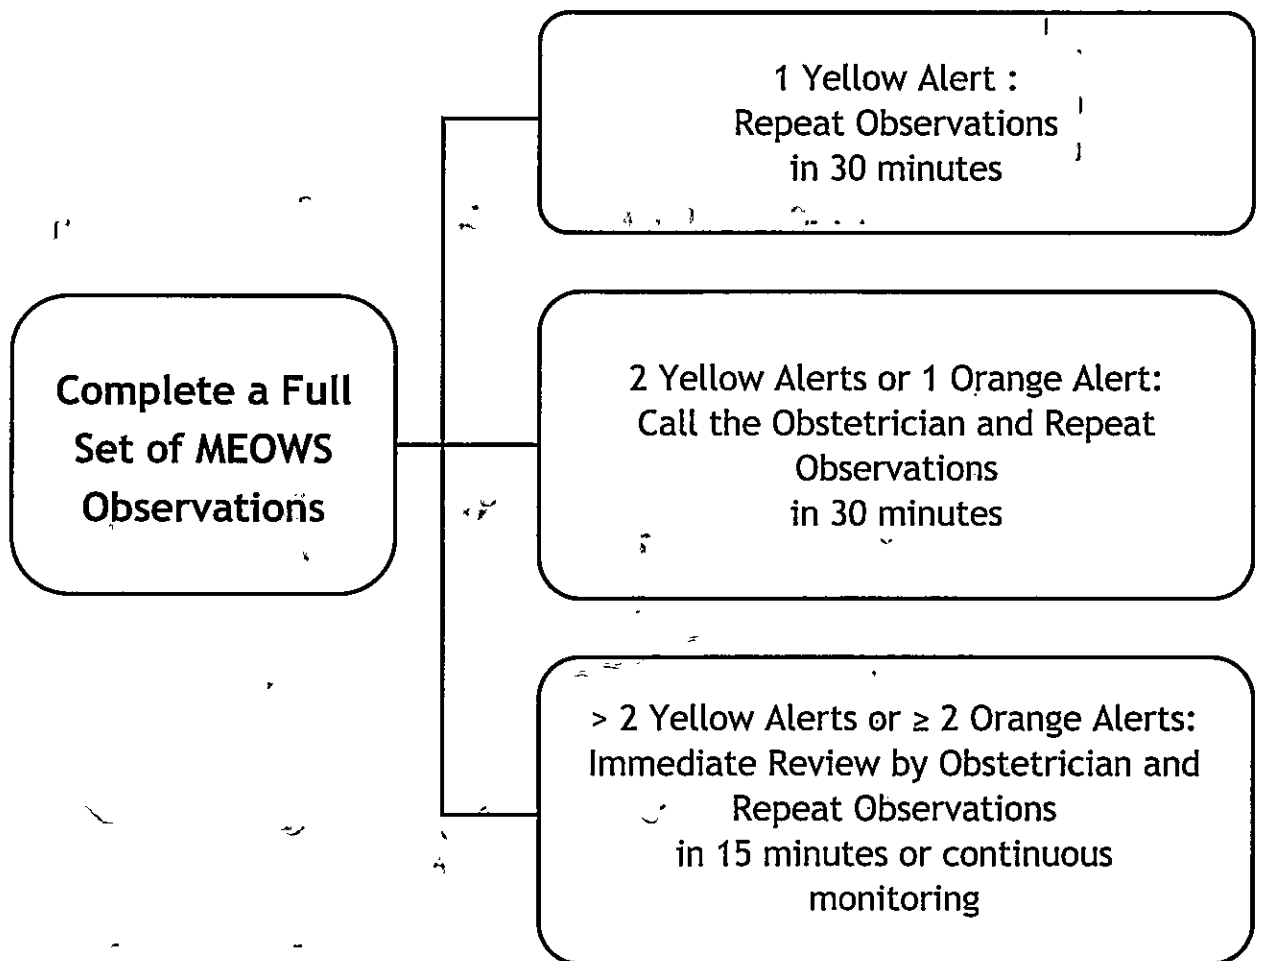 Complete a Full
Set of MEOWS
Observations
1 Yellow Alert :
Repeat Observations
in 30 minutes
2 Yellow Alerts or 1 Orange Alert:
Call the Obstetrician and Repeat
Observations
in 30 minutes
> 2 Yellow Alerts or ≥ 2 Orange Alerts:
Immediate Review by Obstetrician and
Repeat Observations
in 15 minutes or continuous
monitoring